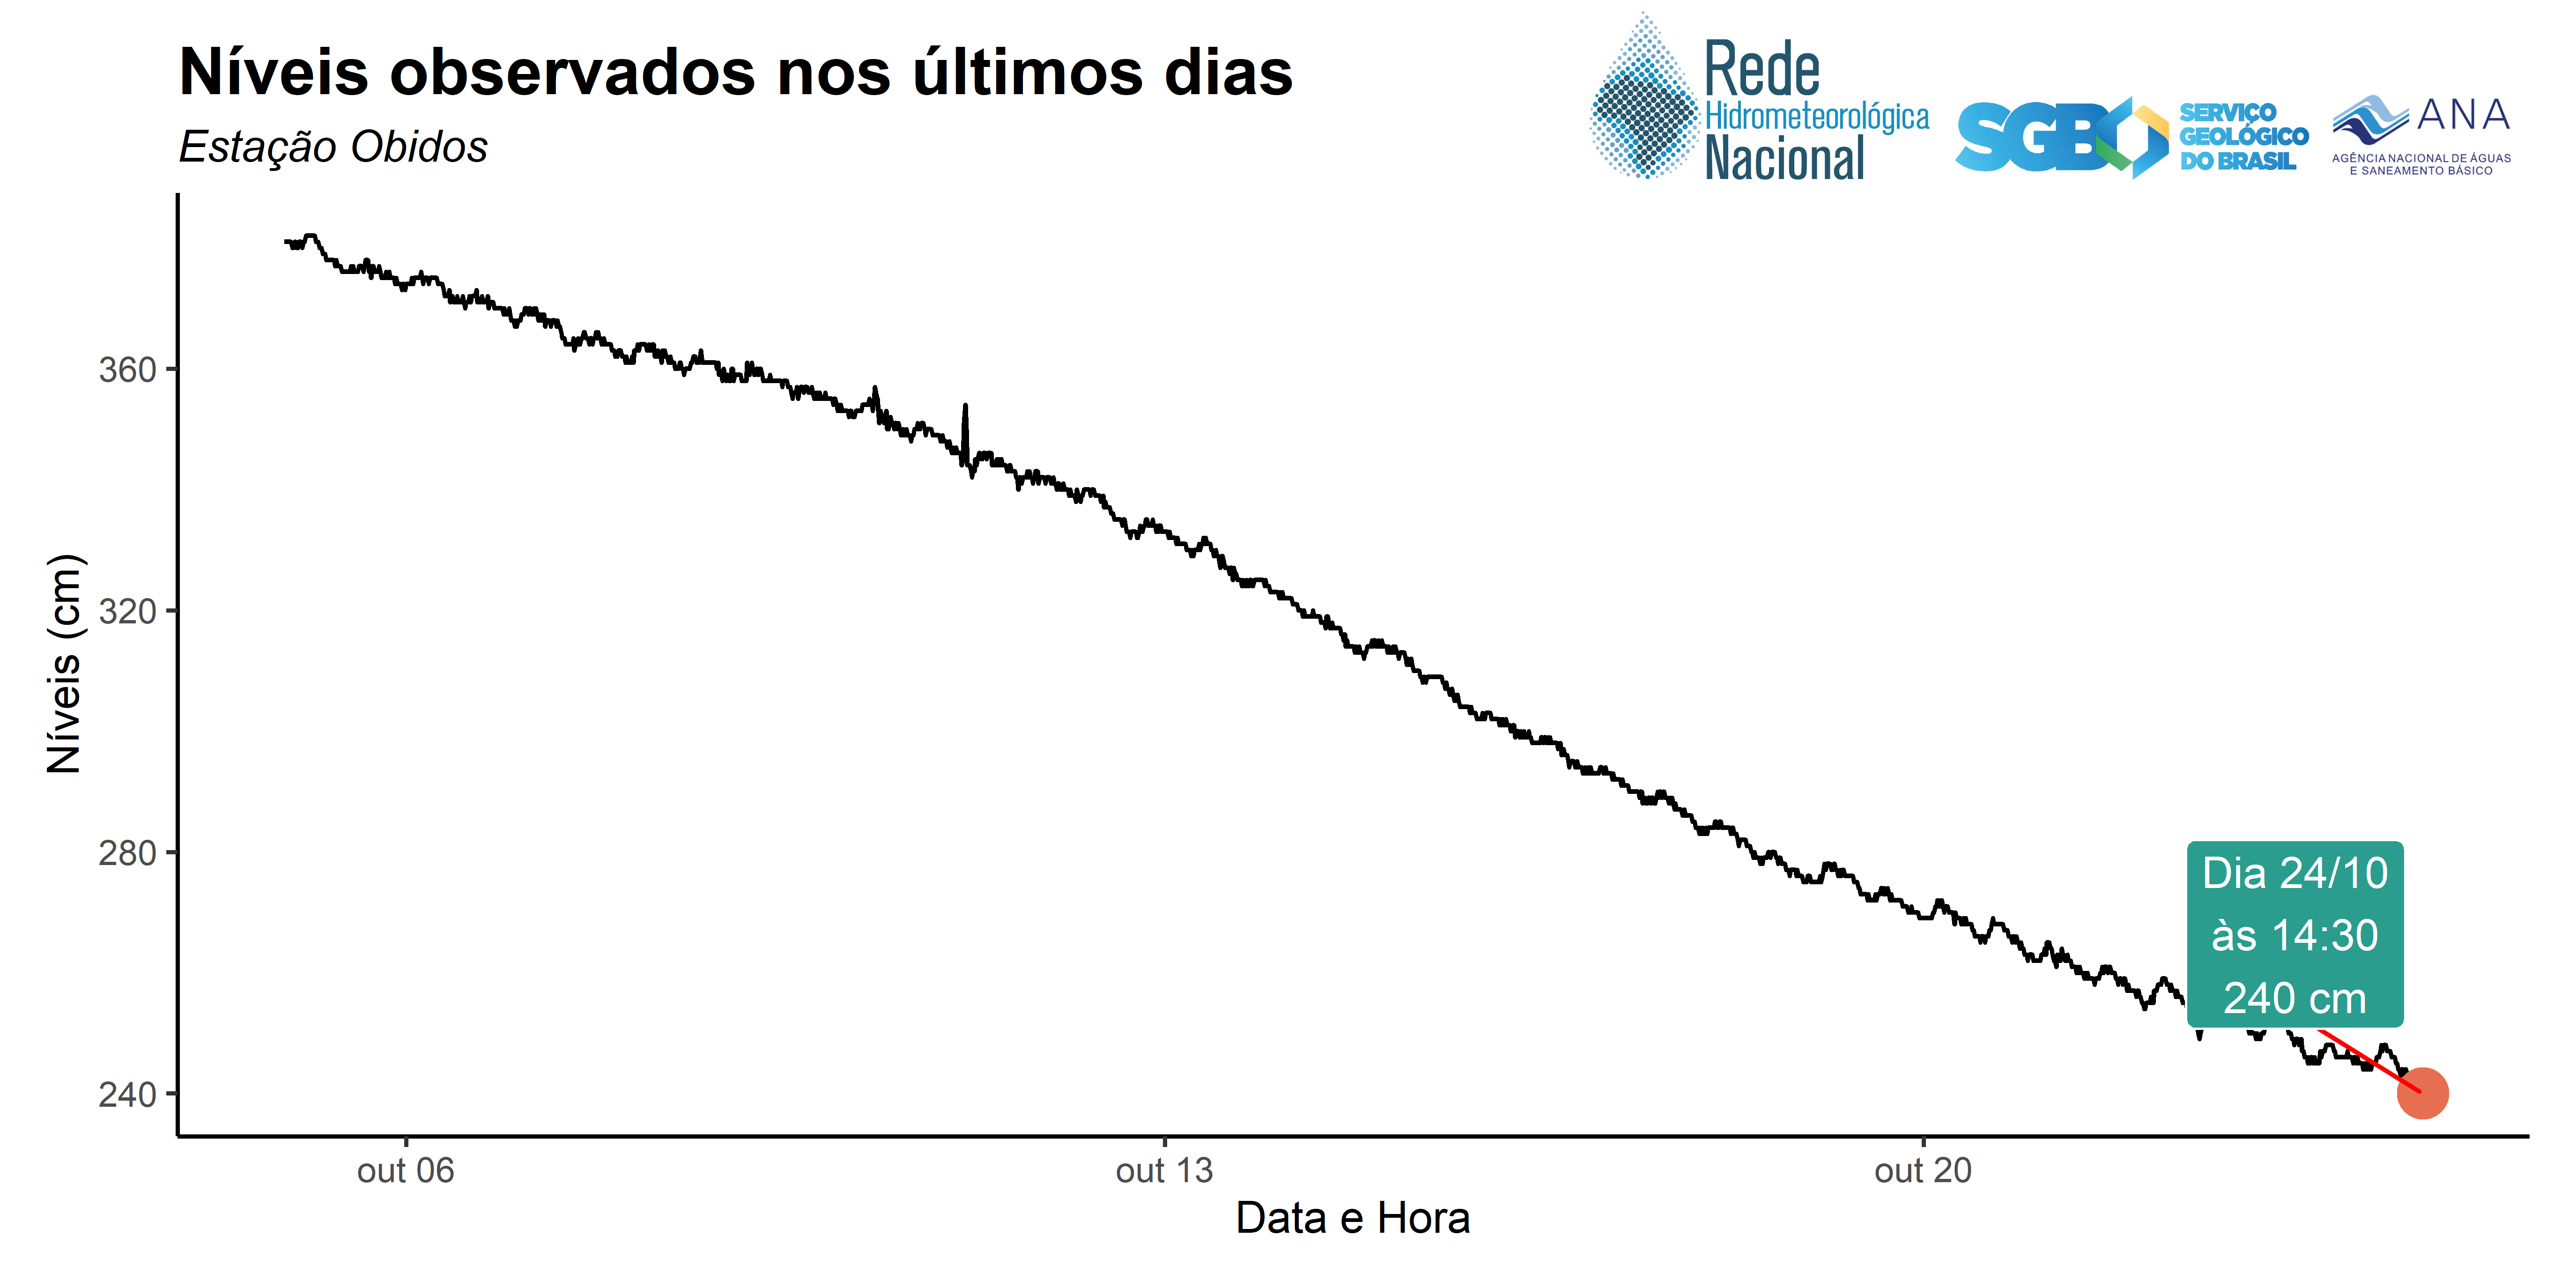 Níveis observados nos últimos dias
Estação Obidos
Rede
Hidrometeorológica
Nacional
SGB
SERVIÇO
GEOLÓGICO
DO BRASIL
ANA
AGÊNCIA NACIONAL DE ÁGUAS
E SANEAMENTO BÁSICO
Níveis (cm)
360
320
280
240
Dia 24/10
às 14:30
240 cm
out 06
out 13
out 20
Data e Hora